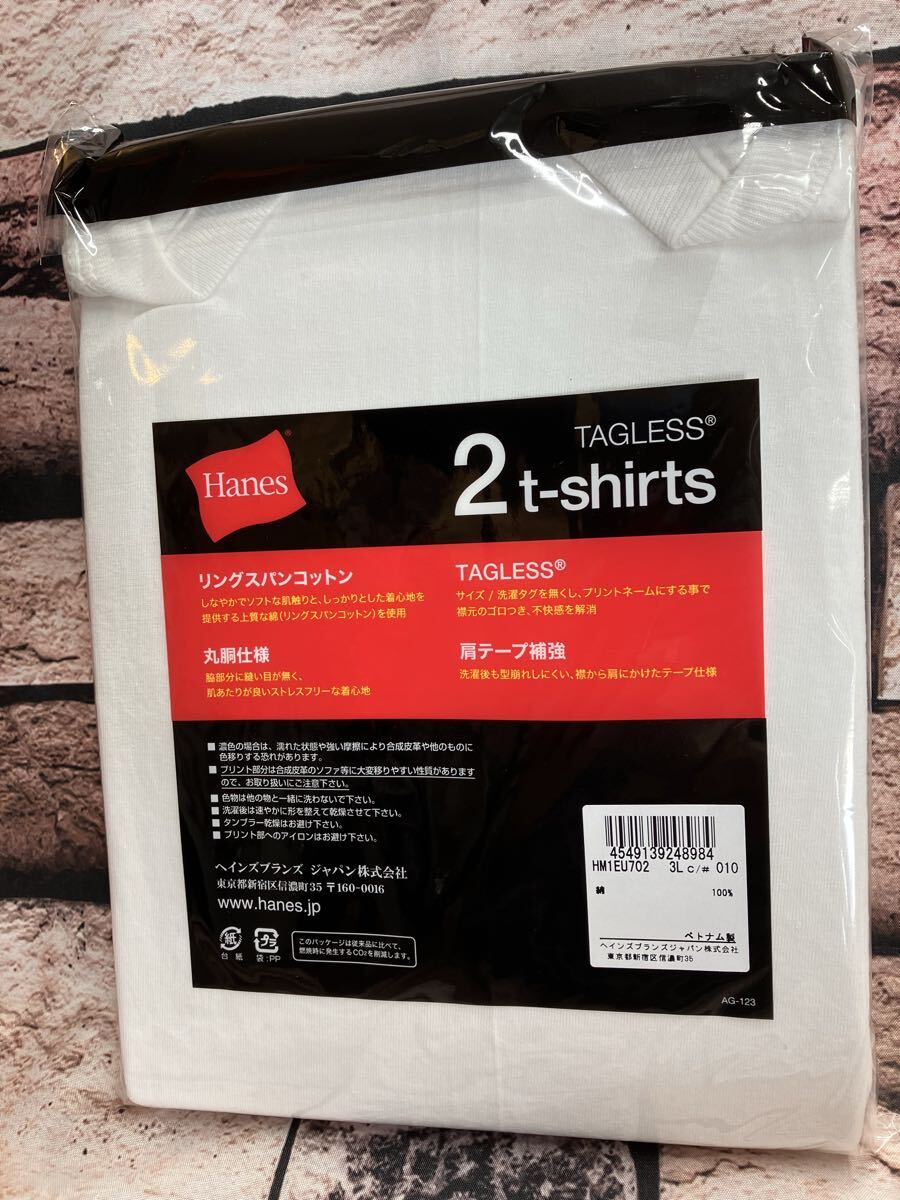 Hanes®
TAGLESS®
2 t-shirts
リングスパンコットン
しなやかでソフトな肌触りと、しっかりとした着心地を
提供する上質な綿(リングスパンコットン)を使用
TAGLESS®
サイズ / 洗濯タグを無くし、プリントネームにする事で
襟元のゴロつき、不快感を解消
丸胴仕様
脇部分に縫い目が無く、
肌あたりが良いストレスフリーな着心地
肩テープ補強
洗濯後も型崩れしにくい、襟から肩にかけたテープ仕様
■ 濃色の場合は、濡れた状態や強い摩擦により合成皮革や他のものに
色移りする恐れがあります。
■ プリント部分は合成皮革のソファ等に大変移りやすい性質があります
ので、お取り扱いにご注意下さい。
■ 色物は他の物と一緒に洗わないで下さい。
■ 洗濯後は速やかに形を整えて乾燥させて下さい。
■ タンブラー乾燥はお避け下さい。
■ プリント部へのアイロンはお避け下さい。
ヘインズブランズ ジャパン株式会社
東京都新宿区信濃町35 〒160-0016
www.hanes.jp
紙
台 紙
プラ
袋:PP
このパッケージは従来品に比べて、
燃焼時に発生するCO2を削減します。
4549139248984
HM1EU702 3L C/# 010
綿 100%
ベトナム製
ヘインズブランズジャパン株式会社
東京都新宿区信濃町35
AG-123